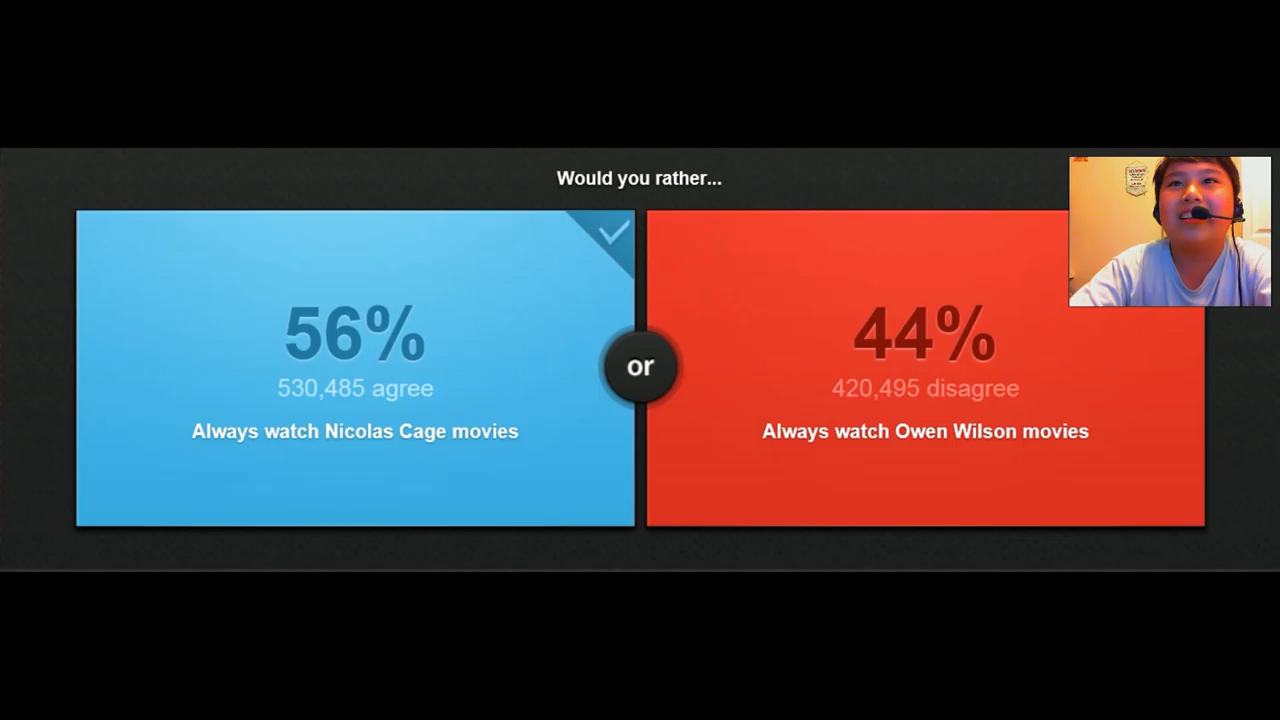 Would you rather...
56%
530,485 agree
Always watch Nicolas Cage movies
or
44%
420,495 disagree
Always watch Owen Wilson movies